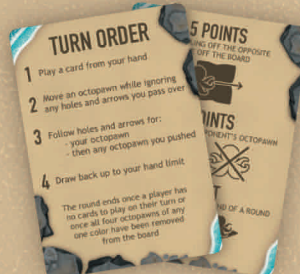 TURN ORDER
1 Play a card from your hand
2 Move an octopawn while ignoring
any holes and arrows you pass over
3 Follow holes and arrows for:
- your octopawn
- then any octopawn you pushed
4 Draw back up to your hand limit
The round ends once a player has
no cards to play on their turn or
once all four octopawns of any
one color have been removed
from the board
5 POINTS
OFF THE OPPOSITE
OFF THE BOARD
OCTOPAWN
OF A ROUND